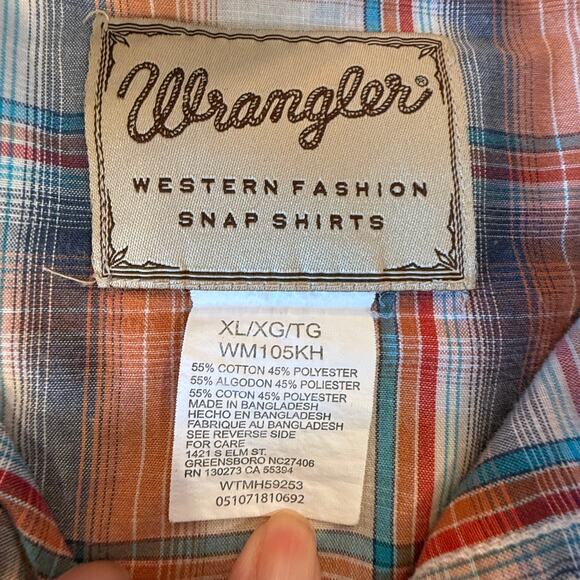 Wrangler®
WESTERN FASHION
SNAP SHIRTS
XL/XG/TG
WM105KH
55% COTTON 45% POLYESTER
55% ALGODON 45% POLIESTER
55% COTON 45% POLYESTER
MADE IN BANGLADESH
HECHO EN BANGLADESH
FABRIQUE AU BANGLADESH
SEE REVERSE SIDE
FOR CARE
1421 S ELM ST.
GREENSBORO NC27406
RN 130273 CA 55394
WTMH59253
051071810692